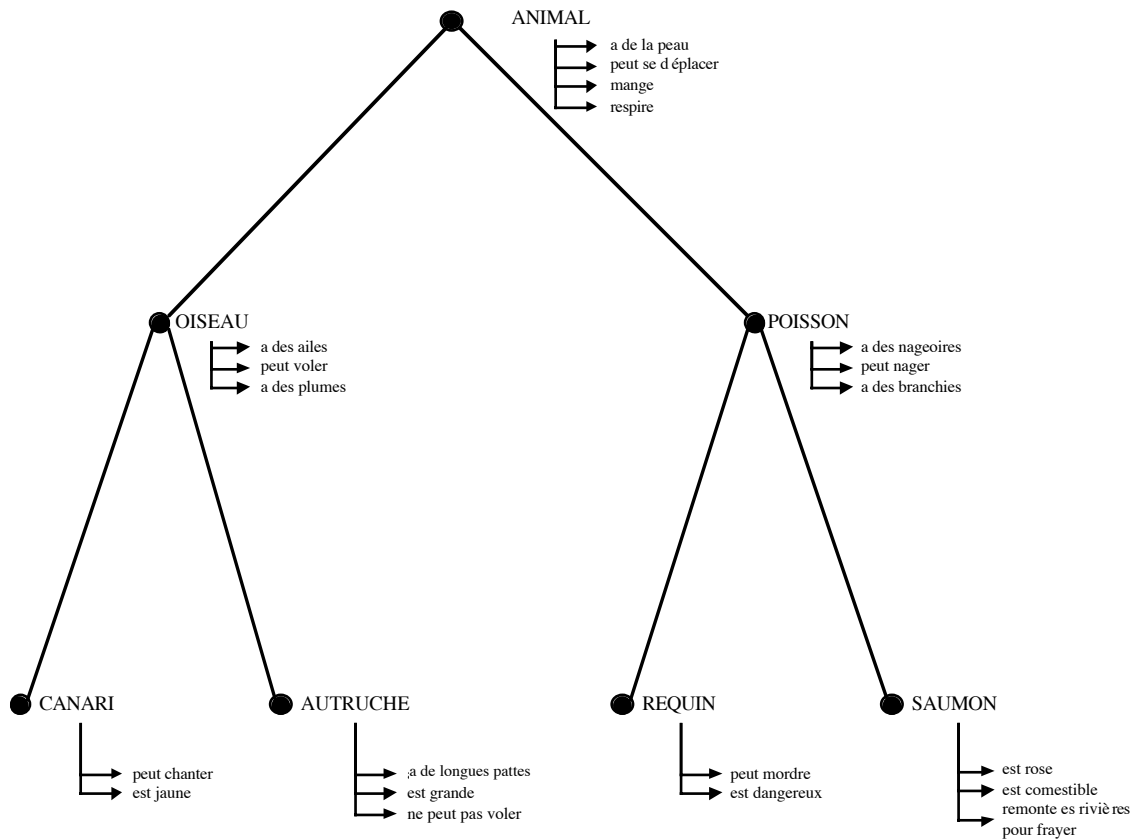 ANIMAL
a de la peau
peut se d éplacer
mange
respire
OISEAU
a des ailes
peut voler
a des plumes
POISSON
a des nageoires
peut nager
a des branchies
CANARI
peut chanter
est jaune
AUTRUCHE
a de longues pattes
est grande
ne peut pas voler
REQUIN
peut mordre
est dangereux
SAUMON
est rose
est comestible
remonte es riviè res
pour frayer